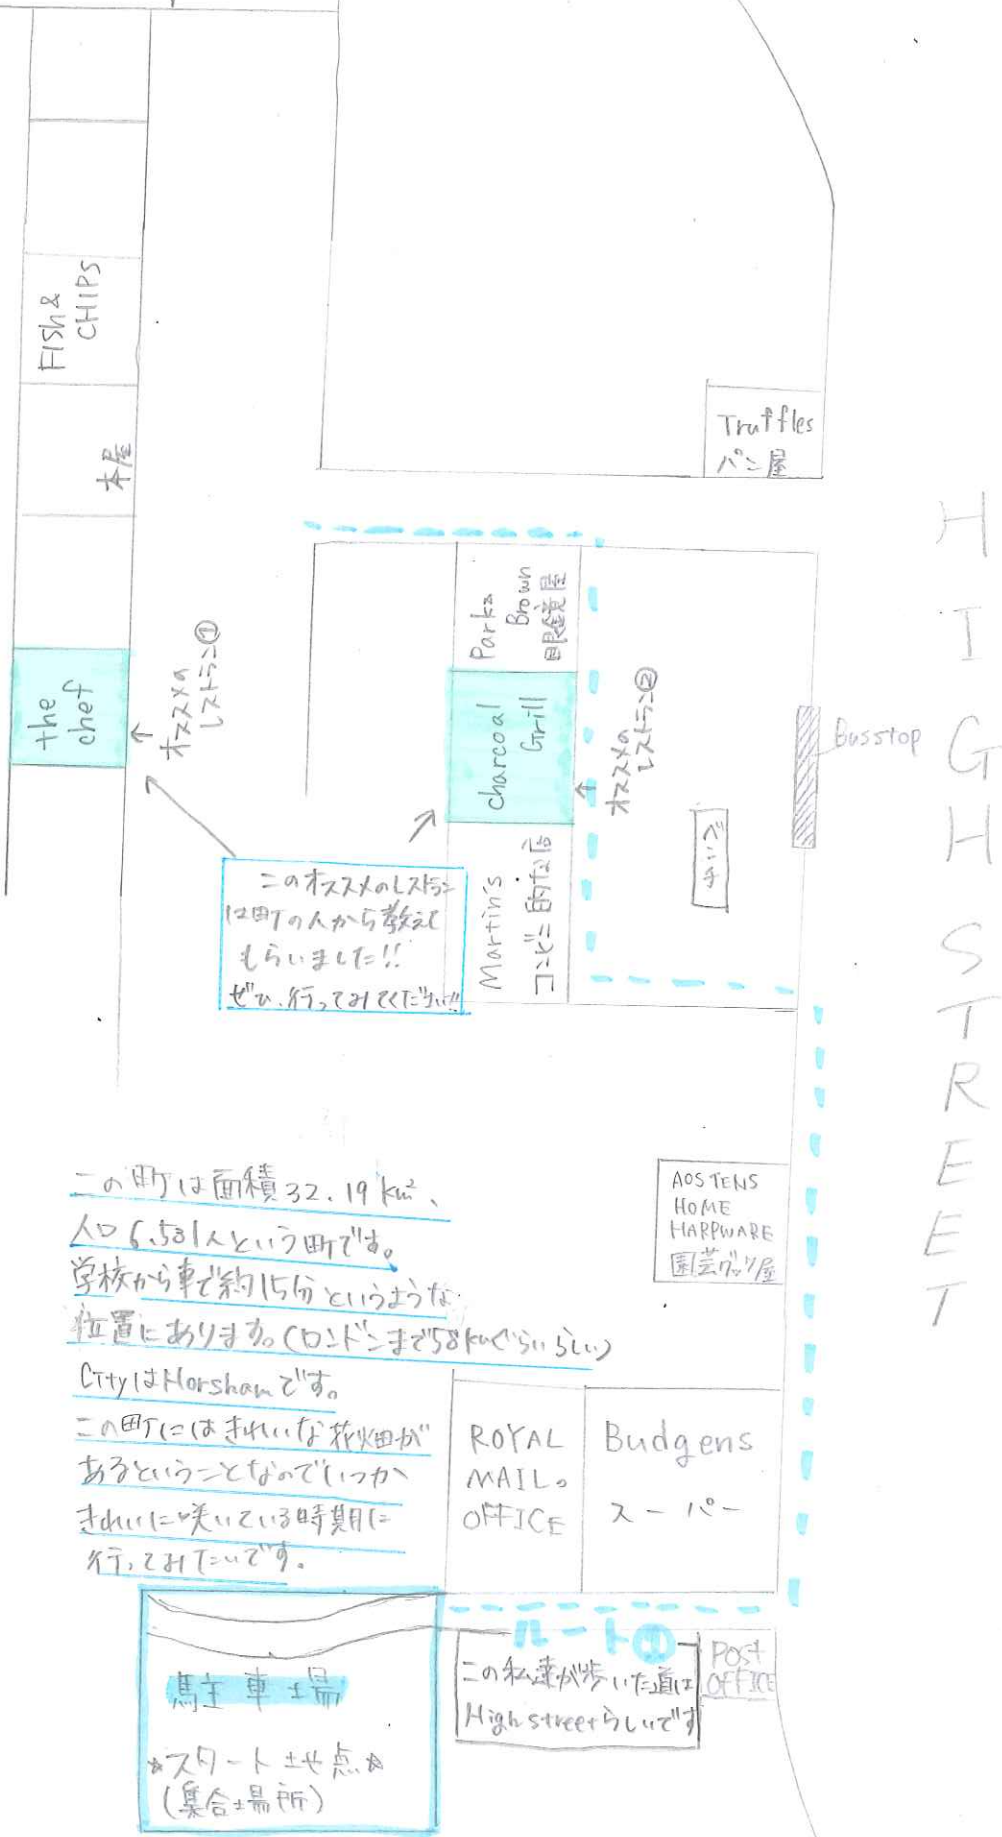 FISh &
CHIPS
本屋
the
chef
オススメの
レストラン①
Truffles
パン屋
Parks
Brown
眼鏡屋
charcoal
Grill
オススメの
レストラン②
Martin's
コンビニ的な店
Busstop
HIGH STREET
このオススメのレストラン
は町の人から教えて
もらいました!!
ぜひ、行ってみてください!!
AOSTENS
HOME
HARPWARE
園芸グッツ屋
この町は面積32.19km²、
人口6.581人という町です。
学校から車で約15分というような
位置にあります。(ロンドンまで58kmぐらいらしい)
CityはHorshamです。
この町にはきれいな花畑が
あるということなのでいつか
きれいに咲いている時期に
行ってみたいです。
ROYAL
MAIL。
OFFICE
Budgens
スーパー
ルート①
この私達が歩いた道は
High streetらしいです
POST
OFFICE
駐車場
☆スタート地点☆
(集合場所)